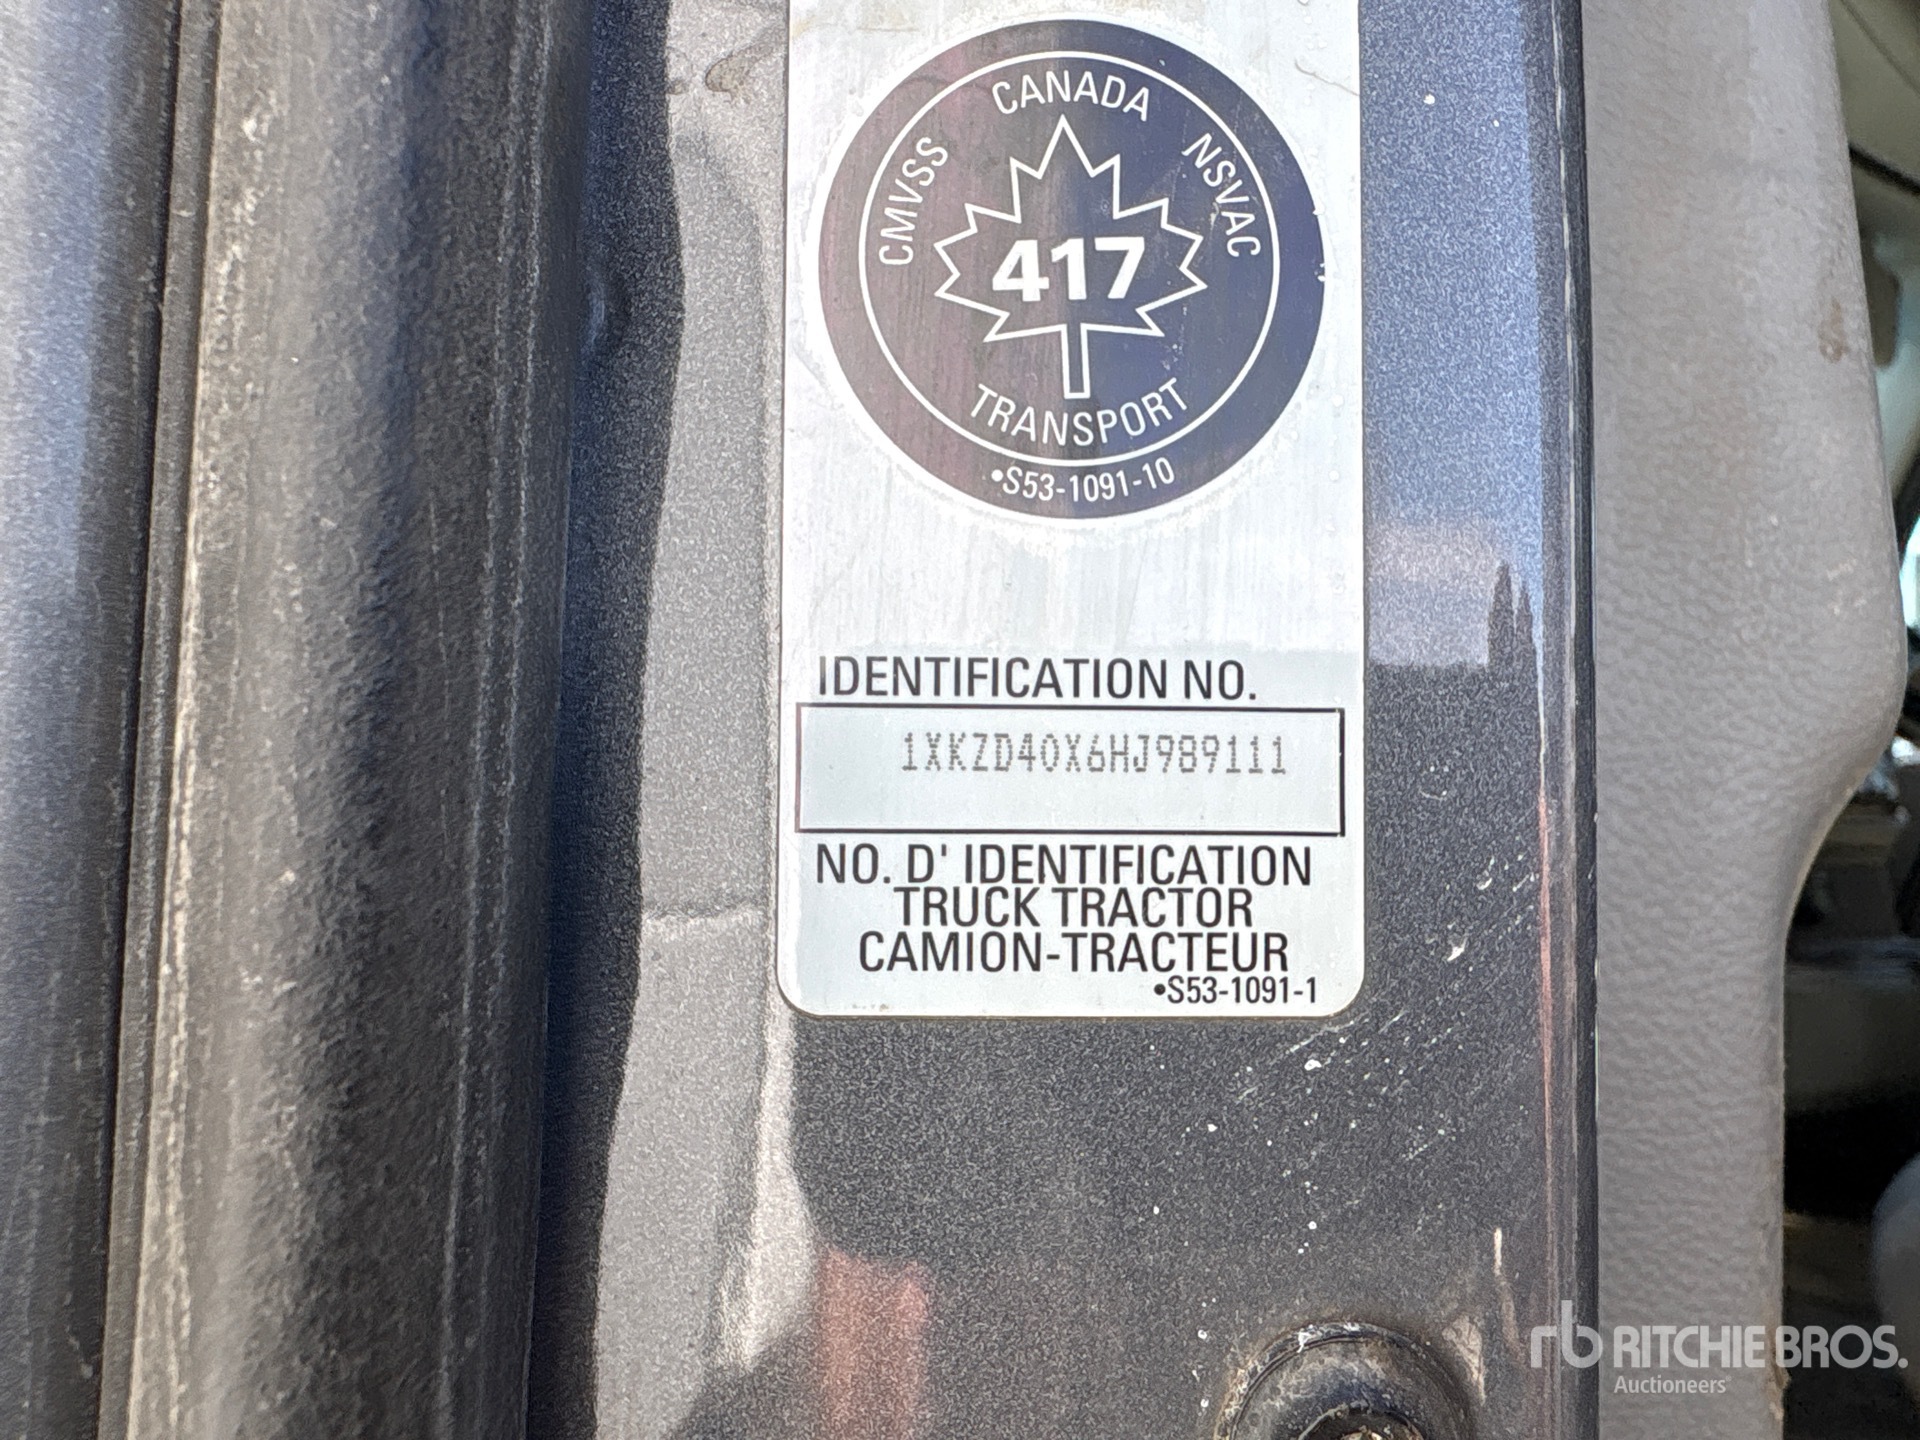 CANADA
CMVSS
NSVAC
417
TRANSPORT
•S53-1091-10
IDENTIFICATION NO.
1XKZD40X6HJ989111
NO. D' IDENTIFICATION
TRUCK TRACTOR
CAMION-TRACTEUR
•S53-1091-1
rb RITCHIE BROS.
Auctioneers